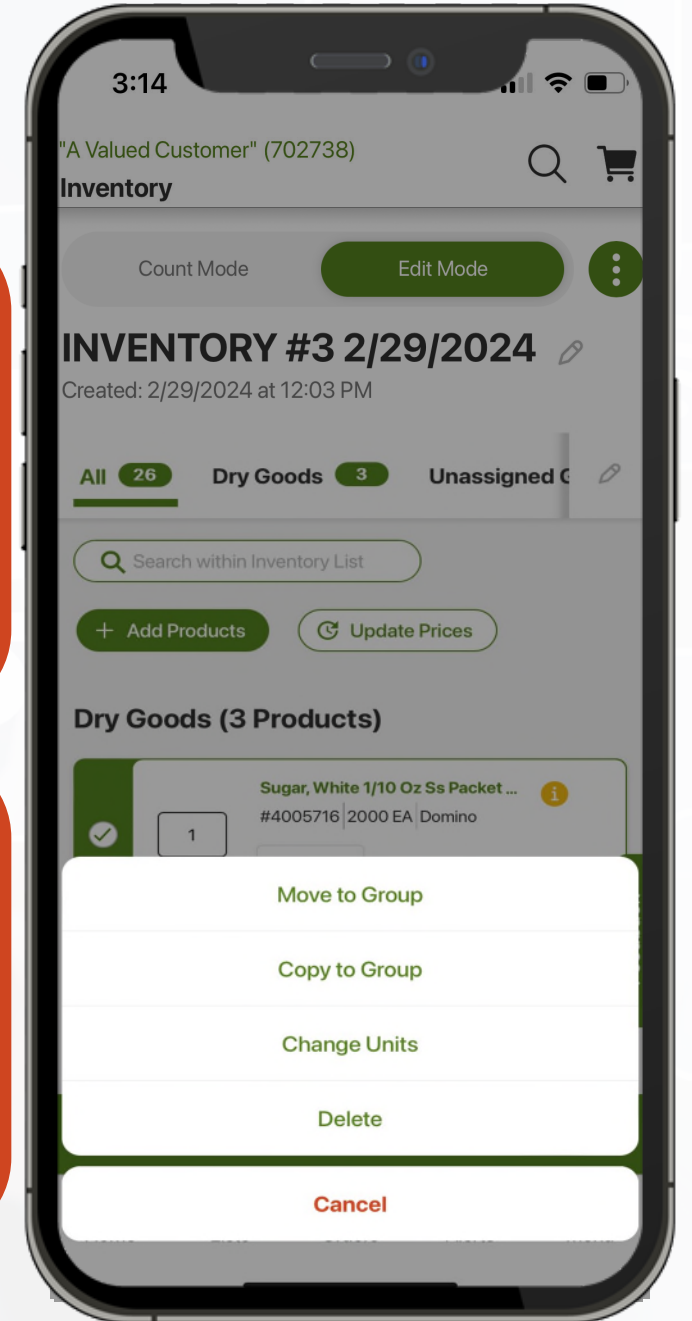 3:14
"A Valued Customer" (702738)
Inventory
Count Mode
Edit Mode
INVENTORY #3 2/29/2024
Created: 2/29/2024 at 12:03 PM
All 26 Dry Goods 3 Unassigned
Search within Inventory List
+ Add Products
Update Prices
Dry Goods (3 Products)
Sugar, White 1/10 Oz Ss Packet ...
#4005716 2000 EA Domino
1
Move to Group
Copy to Group
Change Units
Delete
Cancel